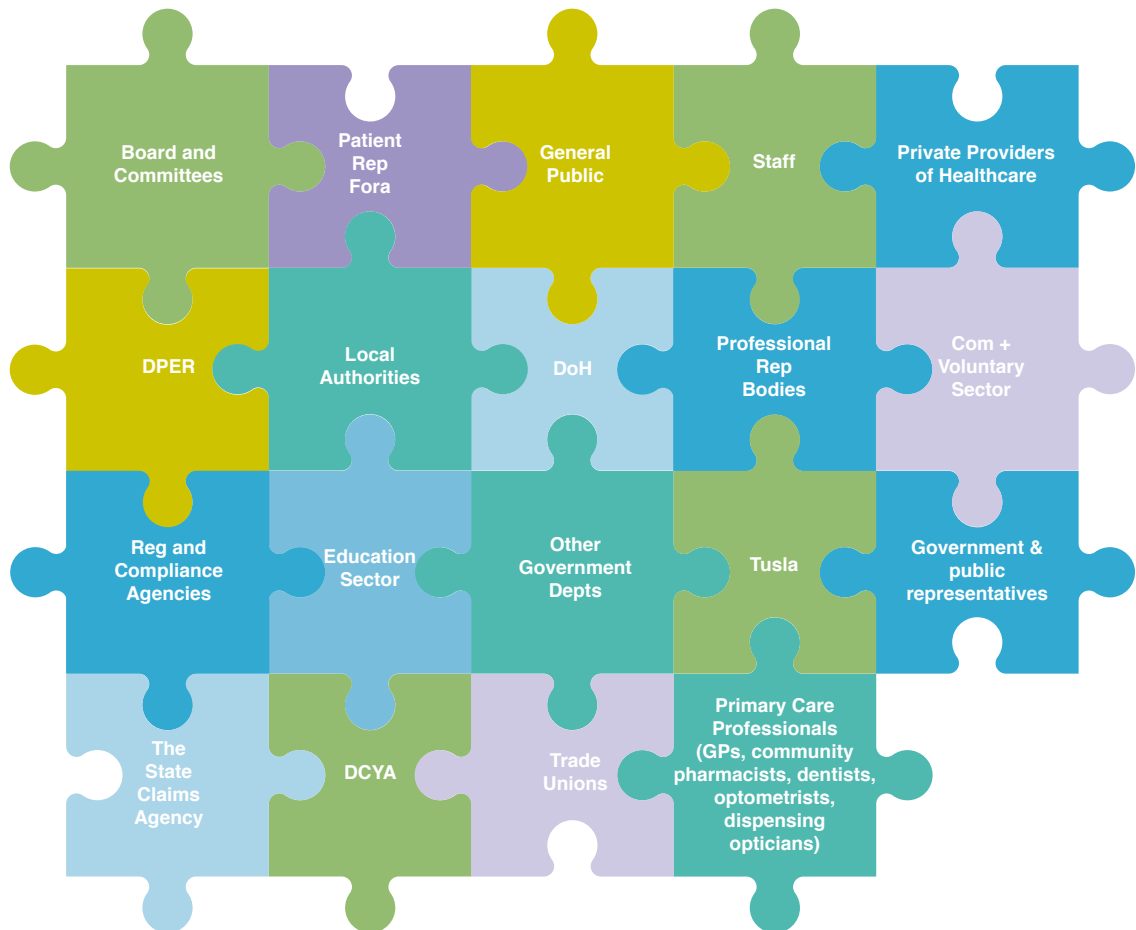 Board and
Committees
Patient
Rep
Fora
General
Public
Staff
Private Providers
of Healthcare
DPER
Local
Authorities
DoH
Professional
Rep
Bodies
Com +
Voluntary
Sector
Reg and
Compliance
Agencies
Education
Sector
Other
Government
Depts
Tusla
Government &
public
representatives
The
State
Claims
Agency
DCYA
Trade
Unions
Primary Care
Professionals
(GPs, community
pharmacists, dentists,
optometrists,
dispensing
opticians)